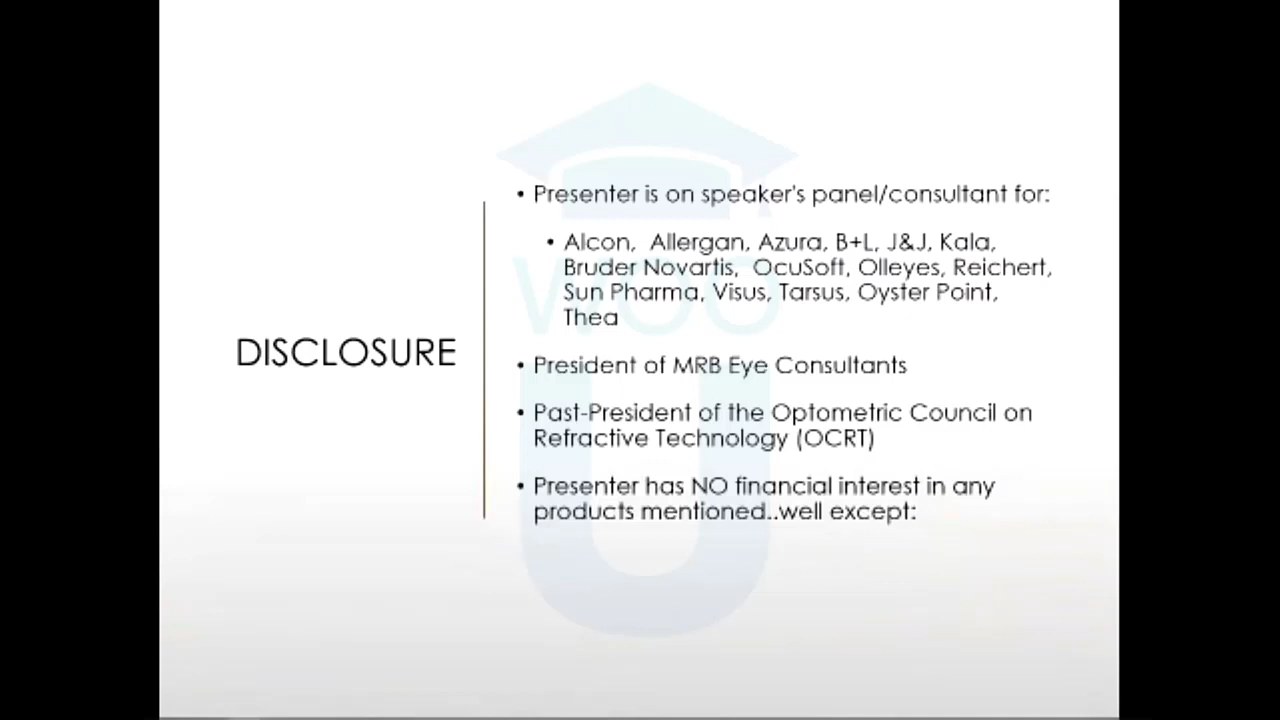 DISCLOSURE
• Presenter is on speaker's panel/consultant for:
• Alcon, Allergan, Azura, B+L, J&J, Kala,
Bruder Novartis, OcuSoft, Olleyes, Reichert,
Sun Pharma, Visus, Tarsus, Oyster Point,
Thea
• President of MRB Eye Consultants
• Past-President of the Optometric Council on
Refractive Technology (OCRT)
• Presenter has NO financial interest in any
products mentioned..well except:
WOO
U